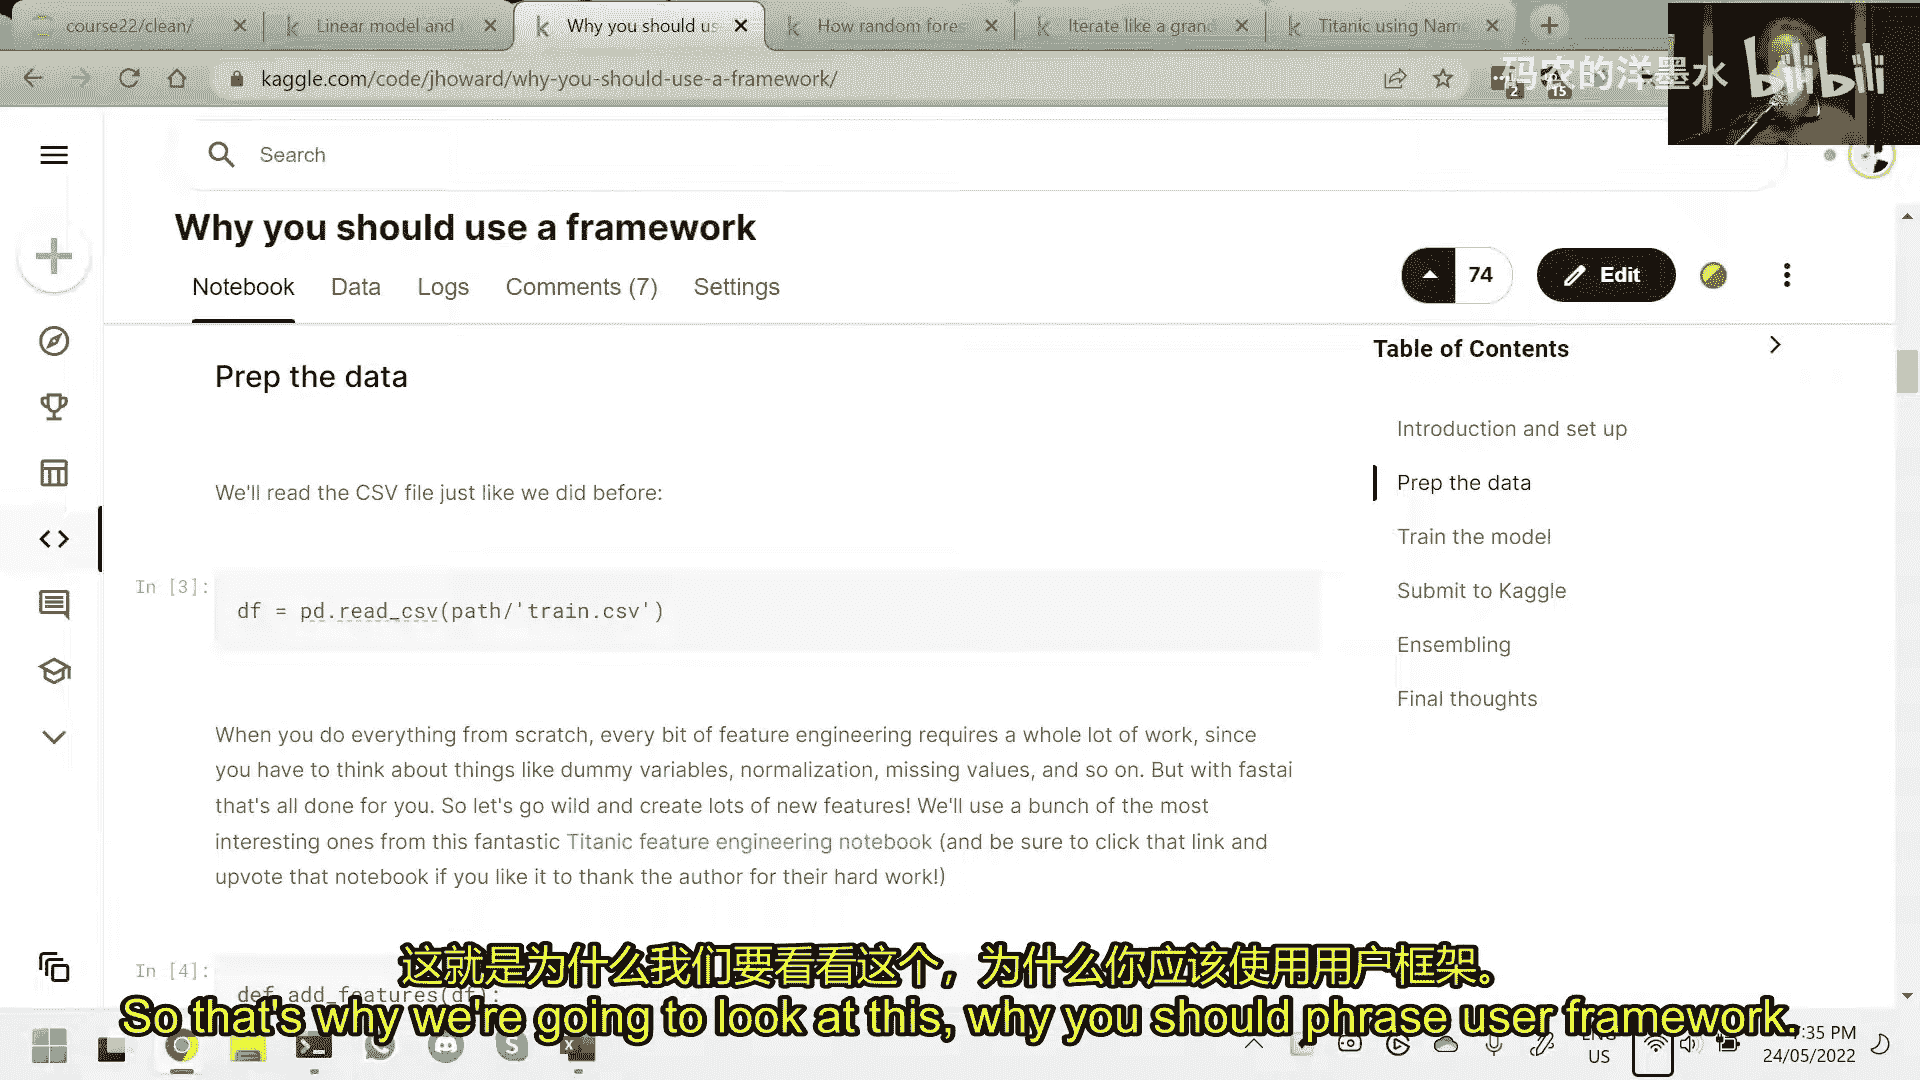 course22/clean/
Linear model and
Why you should us
How random fores
Iterate like a grand
Titanic using Name
kaggle.com/code/jhoward/why-you-should-use-a-framework/
2
15
码农的洋墨水
bilibili
Search
Why you should use a framework
Notebook
Data
Logs
Comments (7)
Settings
74
Edit
Prep the data
We'll read the CSV file just like we did before:
In [3]:
df = pd.read_csv(path/'train.csv')
When you do everything from scratch, every bit of feature engineering requires a whole lot of work, since
you have to think about things like dummy variables, normalization, missing values, and so on. But with fastai
that's all done for you. So let's go wild and create lots of new features! We'll use a bunch of the most
interesting ones from this fantastic Titanic feature engineering notebook (and be sure to click that link and
upvote that notebook if you like it to thank the author for their hard work!)
In [4]:
def add_features(df):
Table of Contents
Introduction and set up
Prep the data
Train the model
Submit to Kaggle
Ensembling
Final thoughts
这就是为什么我们要看看这个，为什么你应该使用用户框架。
So that's why we're going to look at this, why you should phrase user framework.
ENG
US
:35 PM
24/05/2022